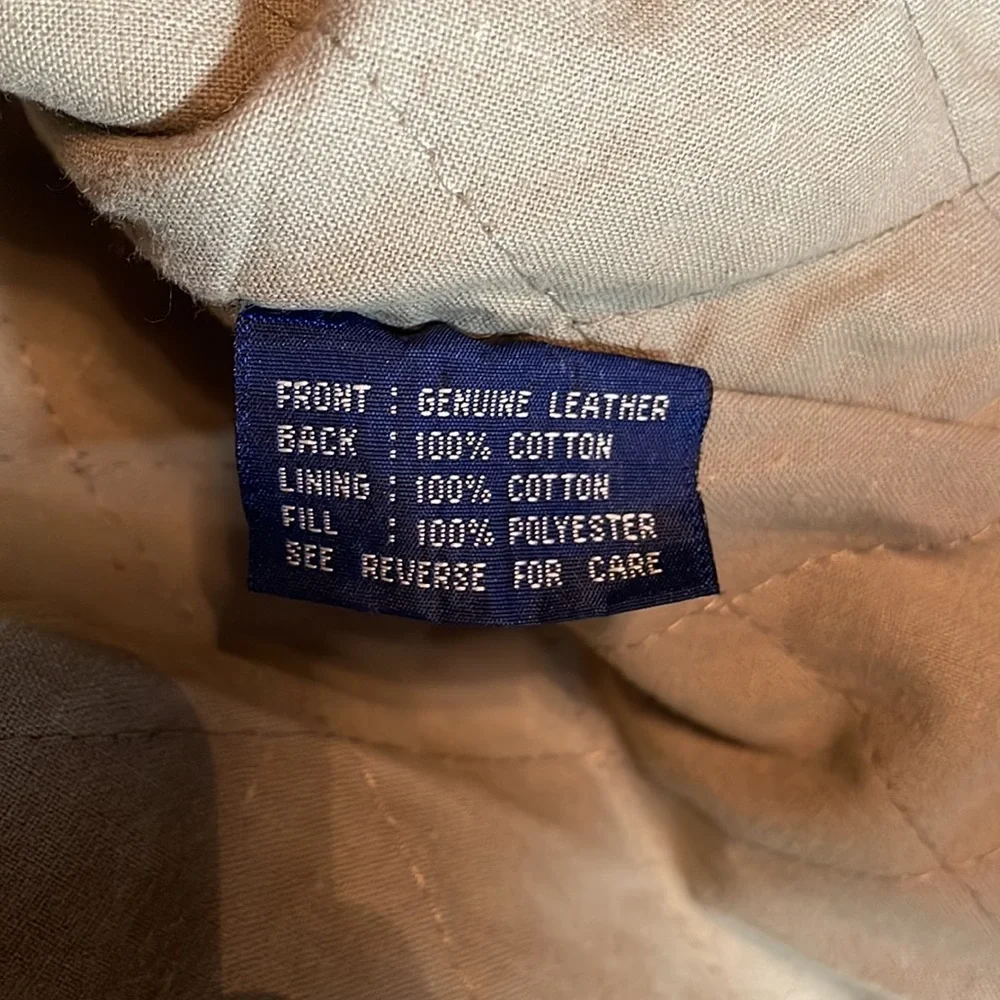 FRONT : GENUINE LEATHER
BACK : 100% COTTON
LINING : 100% COTTON
FILL : 100% POLYESTER
SEE REVERSE FOR CARE